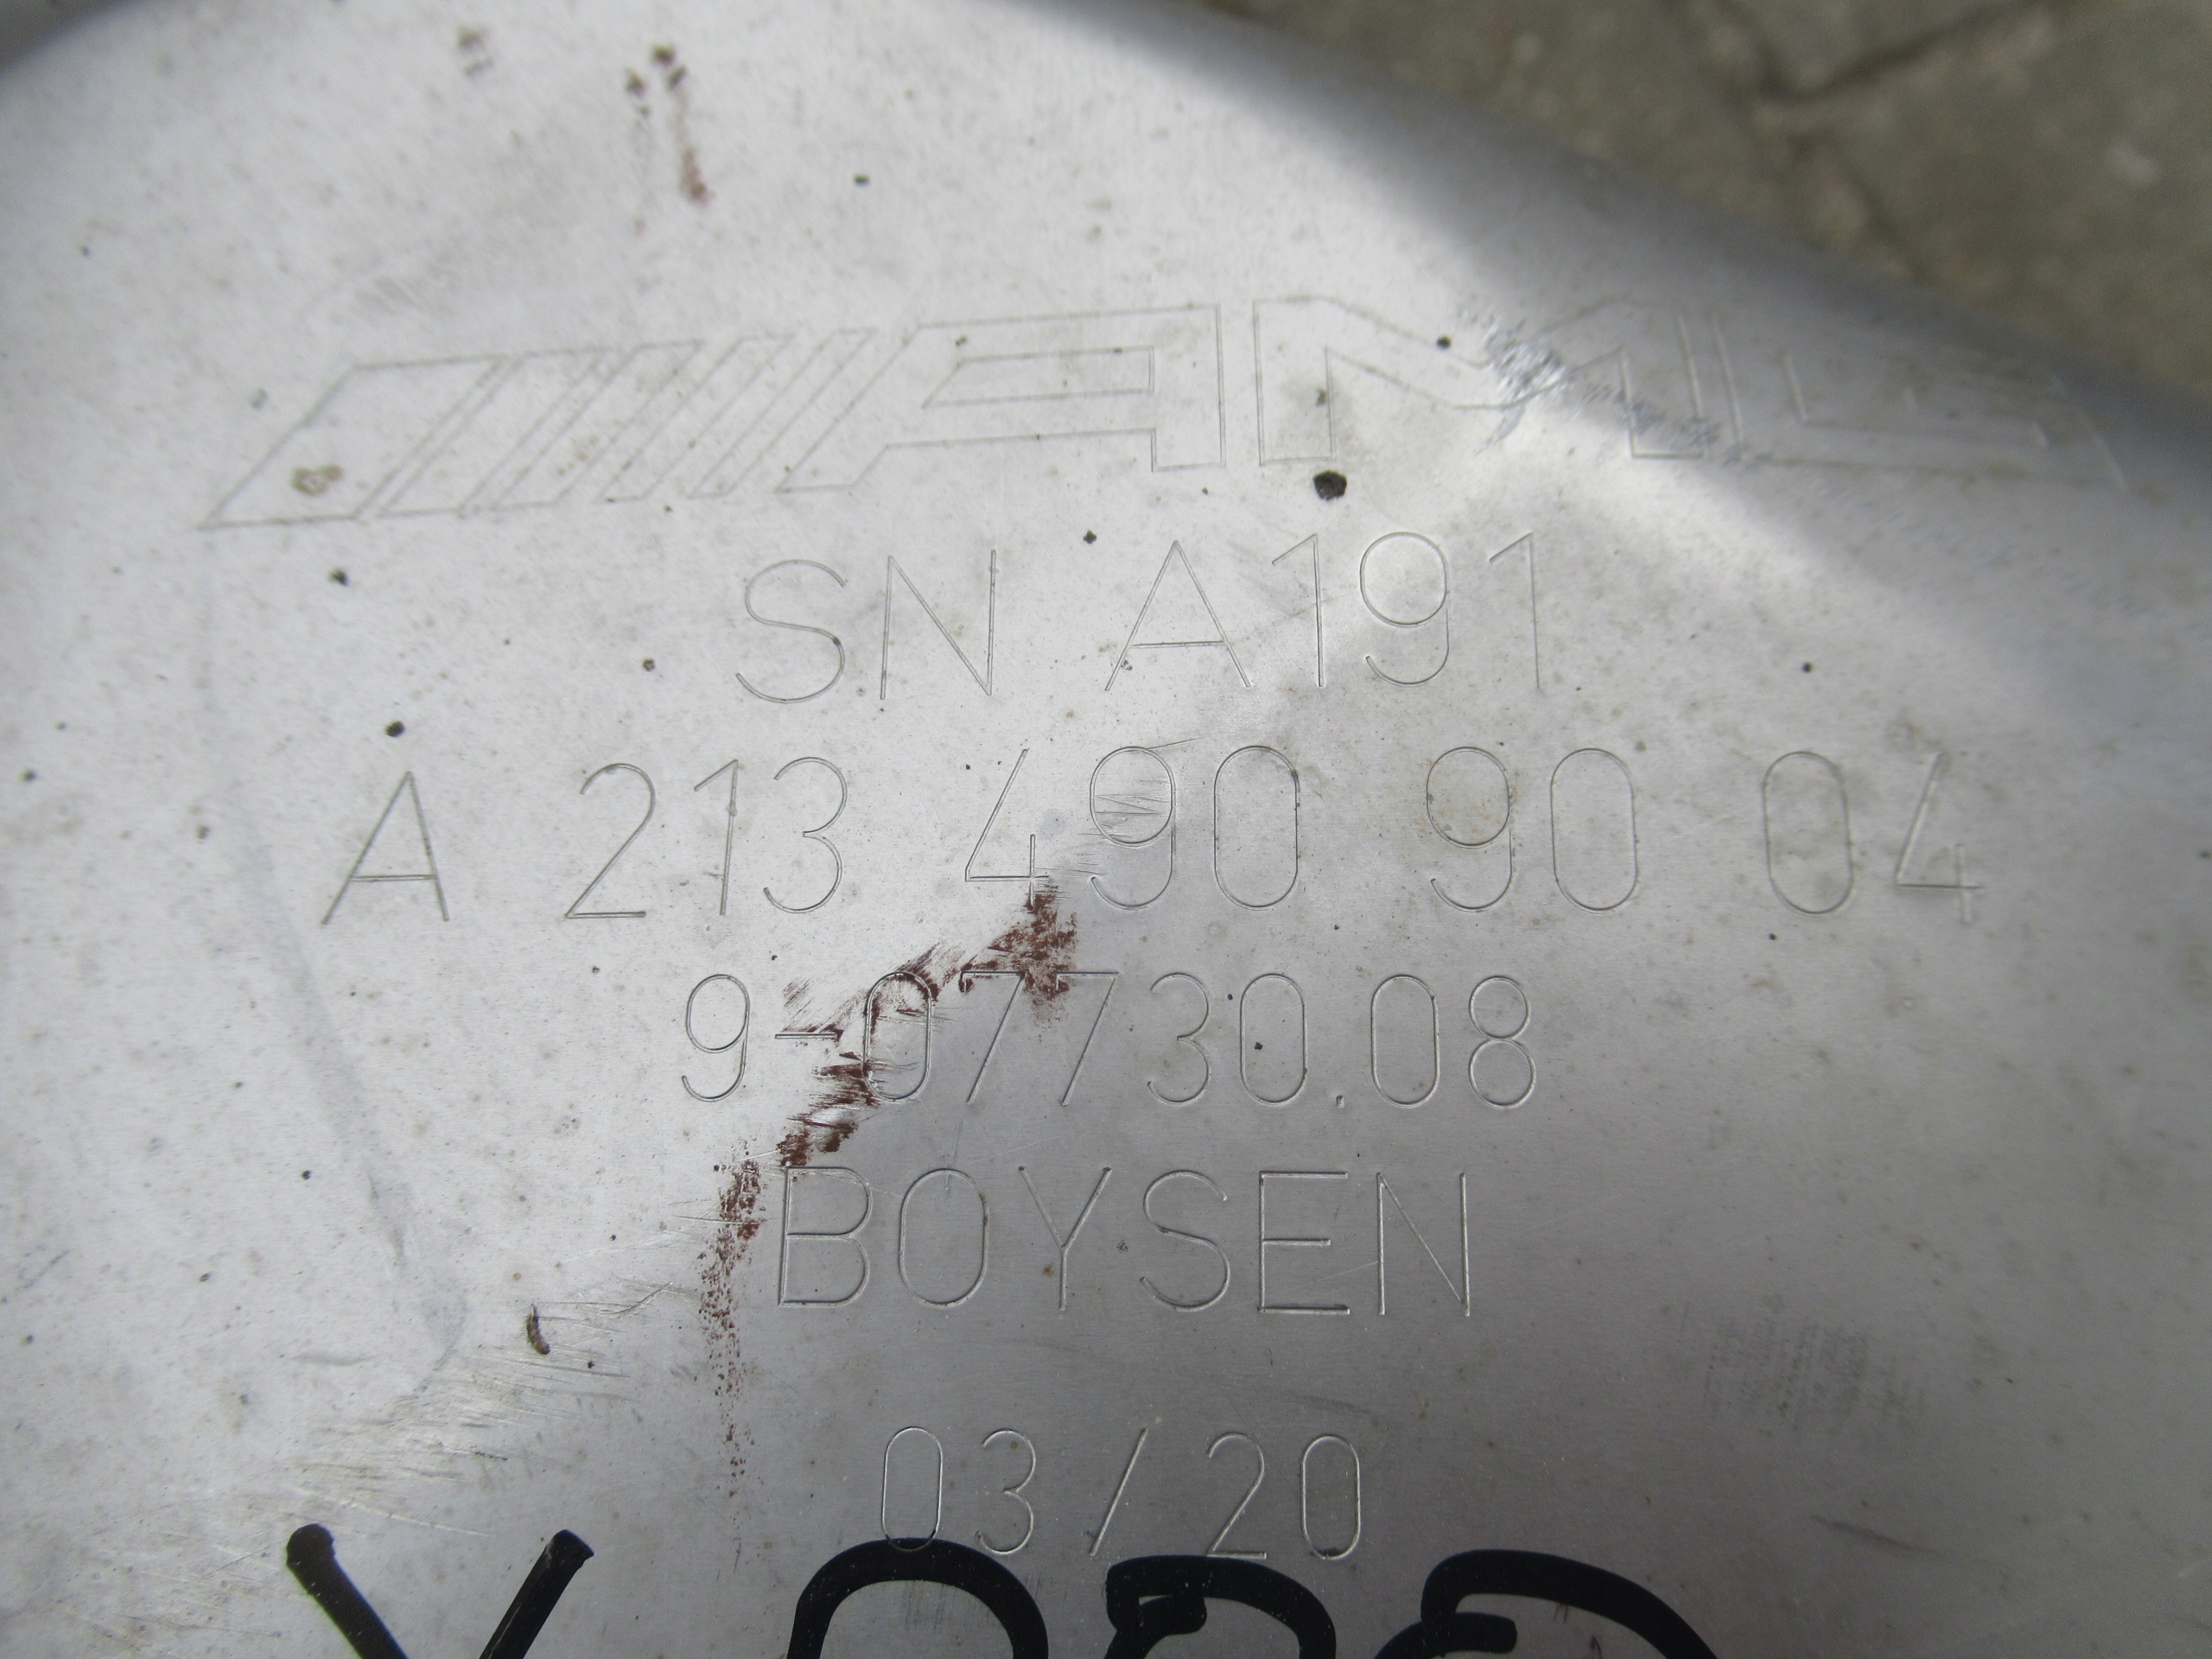 AMG
SN A191
A 213 490 90 04
9-07730.08
BOYSEN
03/20